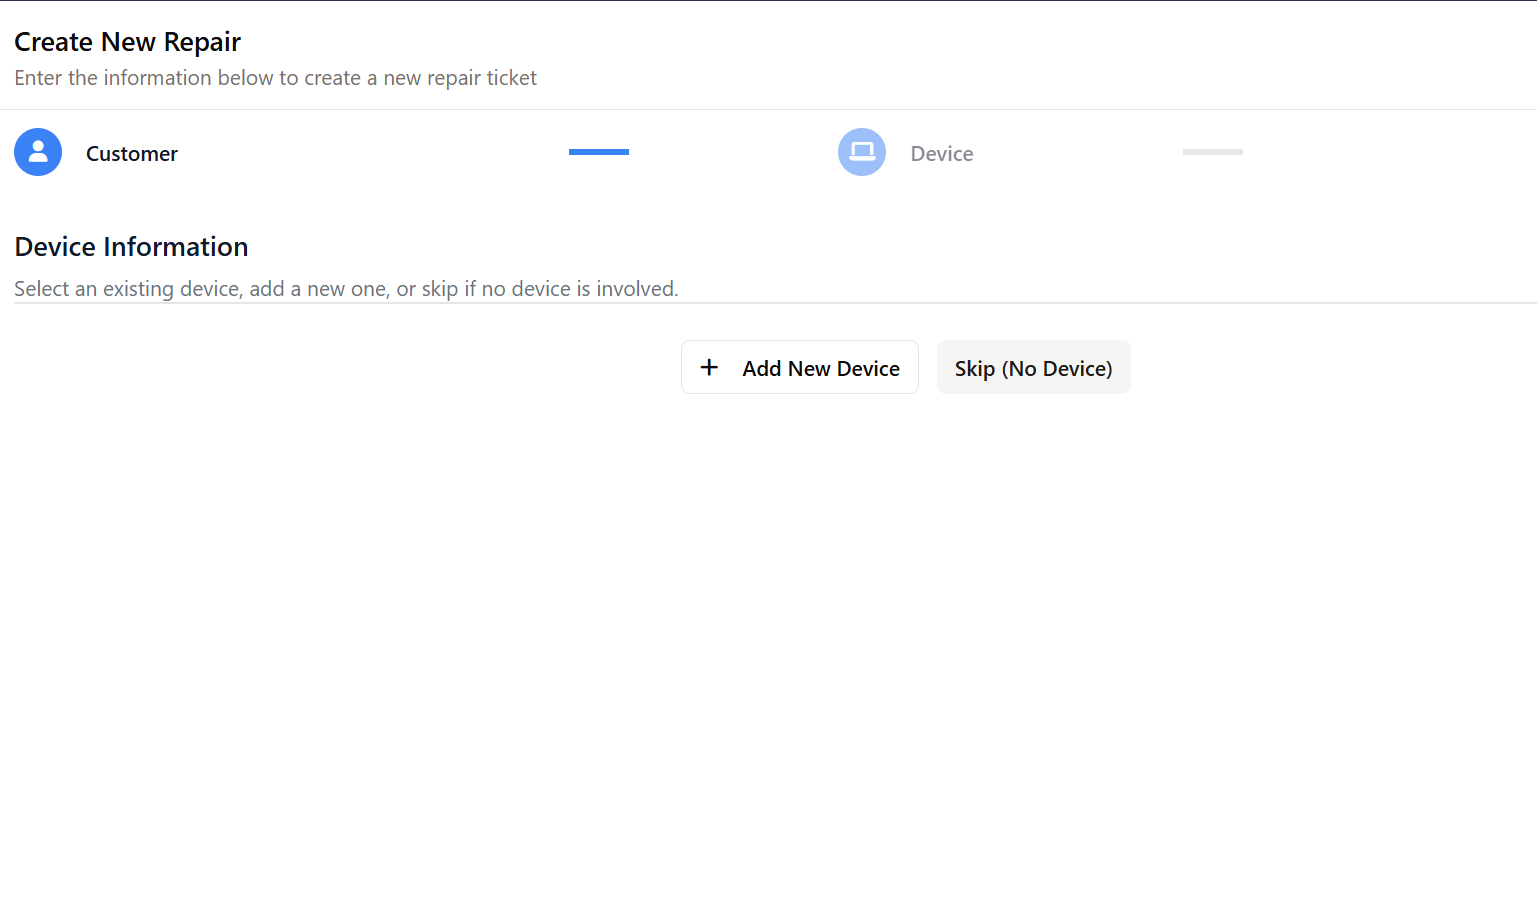 Create New Repair
Enter the information below to create a new repair ticket
Customer
Device
Device Information
Select an existing device, add a new one, or skip if no device is involved.
Add New Device
Skip (No Device)